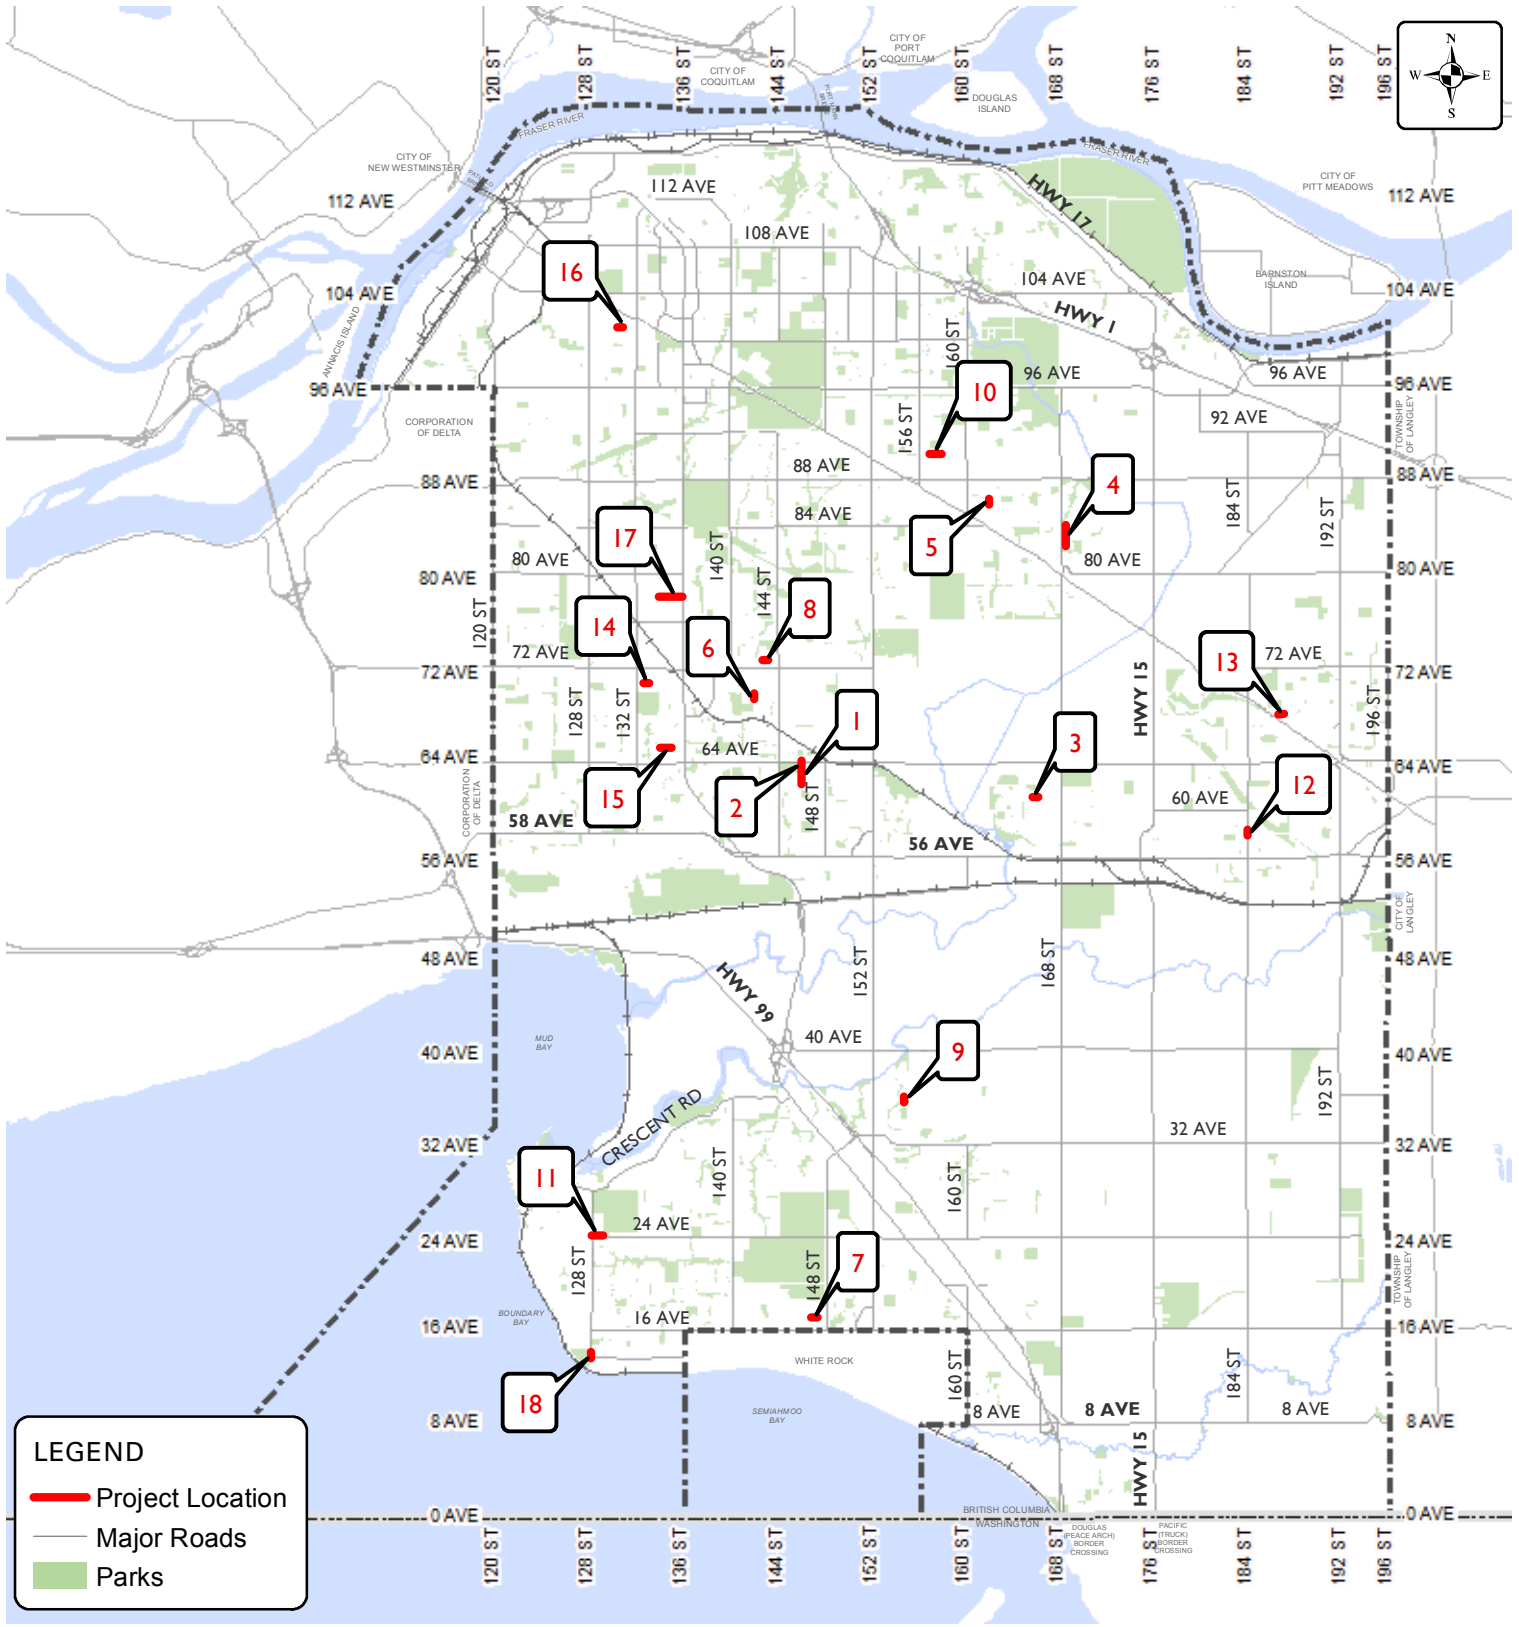 120 ST
128 ST
136 ST
144 ST
152 ST
160 ST
168 ST
176 ST
184 ST
192 ST
196 ST
N
W
E
S
CITY OF
PORT
COQUITLAM
CITY OF
COQUITLAM
DOUGLAS
ISLAND
FRASER RIVER
FRASER RIVER
CITY OF
NEW WESTMINSTER
CITY OF
PITT MEADOWS
112 AVE
112 AVE
112 AVE
HWY 17
108 AVE
16
104 AVE
104 AVE
104 AVE
BARNSTON
ISLAND
ANNACIS ISLAND
HWY 1
160 ST
96 AVE
96 AVE
96 AVE
96 AVE
10
CORPORATION
OF DELTA
156 ST
92 AVE
TOWNSHIP
OF LANGLEY
88 AVE
88 AVE
88 AVE
4
184 ST
192 ST
84 AVE
17
5
140 ST
80 AVE
80 AVE
80 AVE
80 AVE
144 ST
8
120 ST
14
6
72 AVE
72 AVE
72 AVE
72 AVE
13
HWY 15
128 ST
132 ST
196 ST
1
3
64 AVE
64 AVE
64 AVE
15
2
148 ST
12
60 AVE
CORPORATION
OF DELTA
58 AVE
56 AVE
56 AVE
56 AVE
CITY OF
LANGLEY
48 AVE
48 AVE
152 ST
168 ST
HWY 99
MUD
BAY
40 AVE
40 AVE
40 AVE
9
192 ST
CRESCENT RD
32 AVE
32 AVE
32 AVE
11
140 ST
160 ST
24 AVE
24 AVE
24 AVE
128 ST
148 ST
7
TOWNSHIP
OF LANGLEY
BOUNDARY
BAY
16 AVE
16 AVE
16 AVE
WHITE ROCK
160 ST
184 ST
18
SEMIAHMOO
BAY
8 AVE
8 AVE
8 AVE
8 AVE
8 AVE
HWY 15
LEGEND
Project Location
Major Roads
Parks
0 AVE
0 AVE
BRITISH COLUMBIA
WASHINGTON
DOUGLAS
(PEACE ARCH)
BORDER
CROSSING
PACIFIC
(TRUCK)
BORDER
CROSSING
120 ST
128 ST
136 ST
144 ST
152 ST
160 ST
168 ST
176 ST
184 ST
192 ST
196 ST